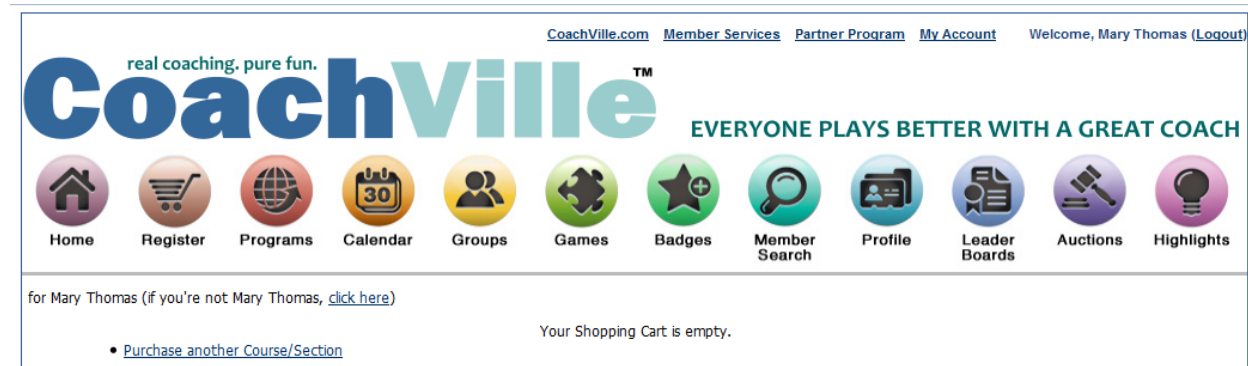 CoachVille.com Member Services Partner Program My Account Welcome, Mary Thomas (Logout)
real coaching. pure fun.
CoachVille™
EVERYONE PLAYS BETTER WITH A GREAT COACH
30
Home Register Programs Calendar Groups Games Badges Member Search Profile Leader Boards Auctions Highlights
for Mary Thomas (if you're not Mary Thomas, click here)
Your Shopping Cart is empty.
• Purchase another Course/Section